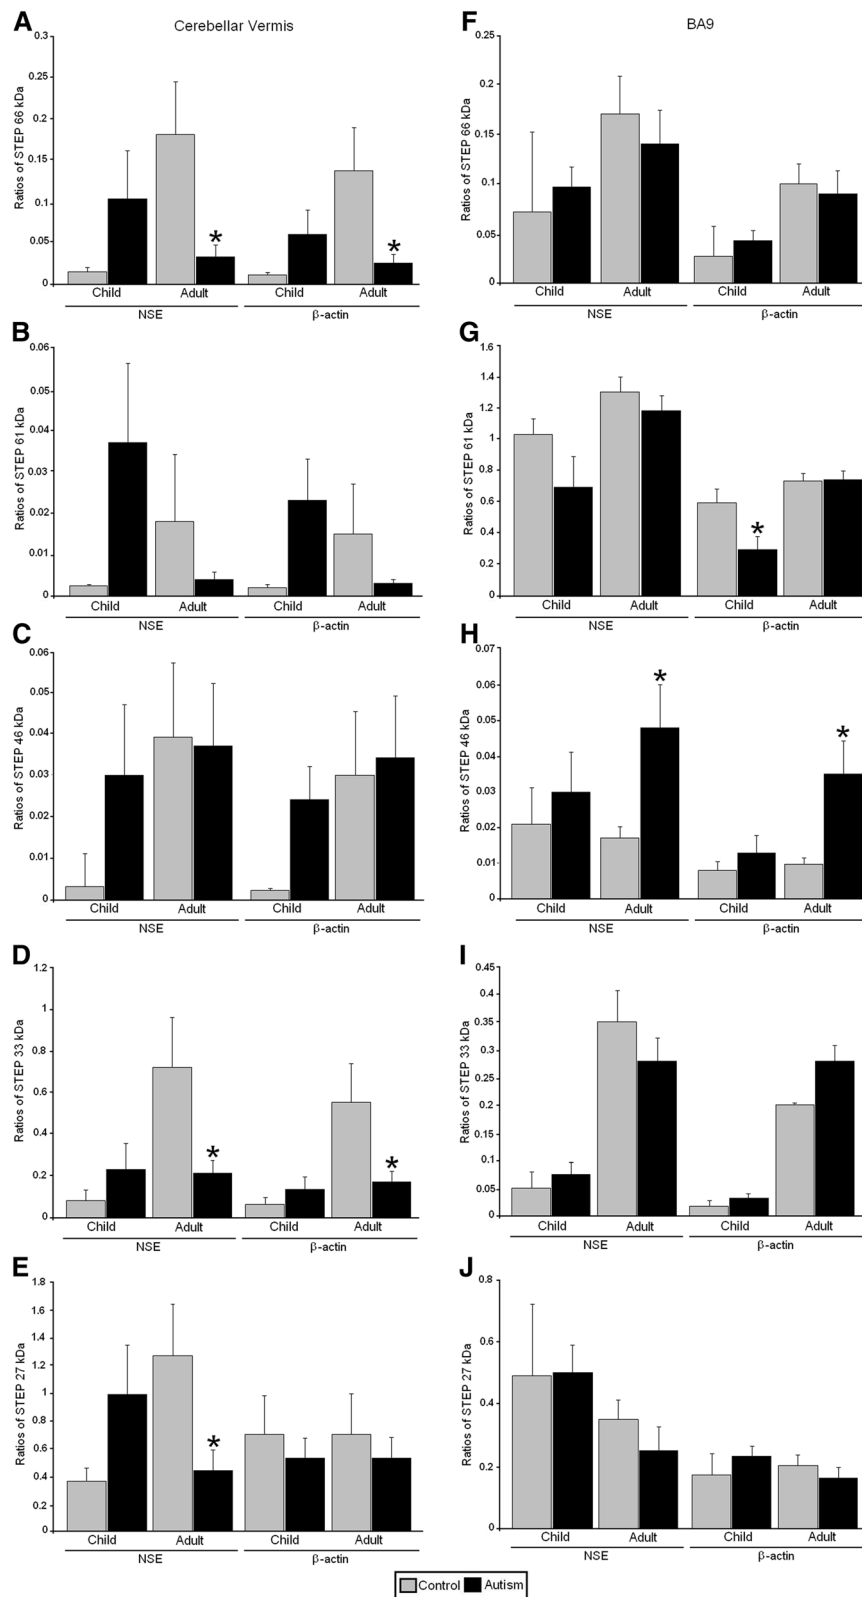 A
Cerebellar Vermis
Ratios of STEP 66 kDa
0.3
0.25
0.2
0.15
0.1
0.05
0
*
*
Child Adult Child Adult
NSE β-actin
F
BA9
Ratios of STEP 66 kDa
0.25
0.2
0.15
0.1
0.05
0
Child Adult Child Adult
NSE β-actin
B
Ratios of STEP 61 kDa
0.06
0.05
0.04
0.03
0.02
0.01
0
Child Adult Child Adult
NSE β-actin
G
Ratios of STEP 61 kDa
1.6
1.4
1.2
1
0.8
0.6
0.4
0.2
0
*
Child Adult Child Adult
NSE β-actin
C
Ratios of STEP 46 kDa
0.06
0.05
0.04
0.03
0.02
0.01
0
Child Adult Child Adult
NSE β-actin
H
Ratios of STEP 46 kDa
0.07
0.06
0.05
0.04
0.03
0.02
0.01
0
*
*
Child Adult Child Adult
NSE β-actin
D
Ratios of STEP 33 kDa
1.2
1
0.8
0.6
0.4
0.2
0
*
*
Child Adult Child Adult
NSE β-actin
I
Ratios of STEP 33 kDa
0.45
0.4
0.35
0.3
0.25
0.2
0.15
0.1
0.05
0
Child Adult Child Adult
NSE β-actin
E
Ratios of STEP 27 kDa
1.8
1.6
1.4
1.2
1
0.8
0.6
0.4
0.2
0
*
Child Adult Child Adult
NSE β-actin
J
Ratios of STEP 27 kDa
0.8
0.6
0.4
0.2
0
Child Adult Child Adult
NSE β-actin
Control Autism